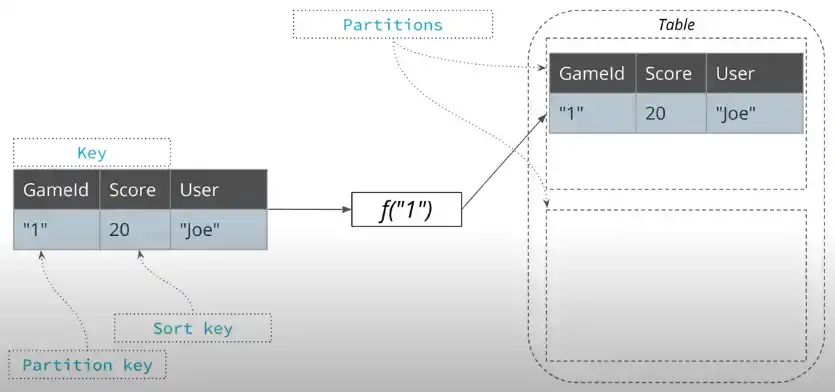 Partitions
Table
GameId Score User
"1" 20 "Joe"
Key
GameId Score User
"1" 20 "Joe"
f("1")
Sort key
Partition key